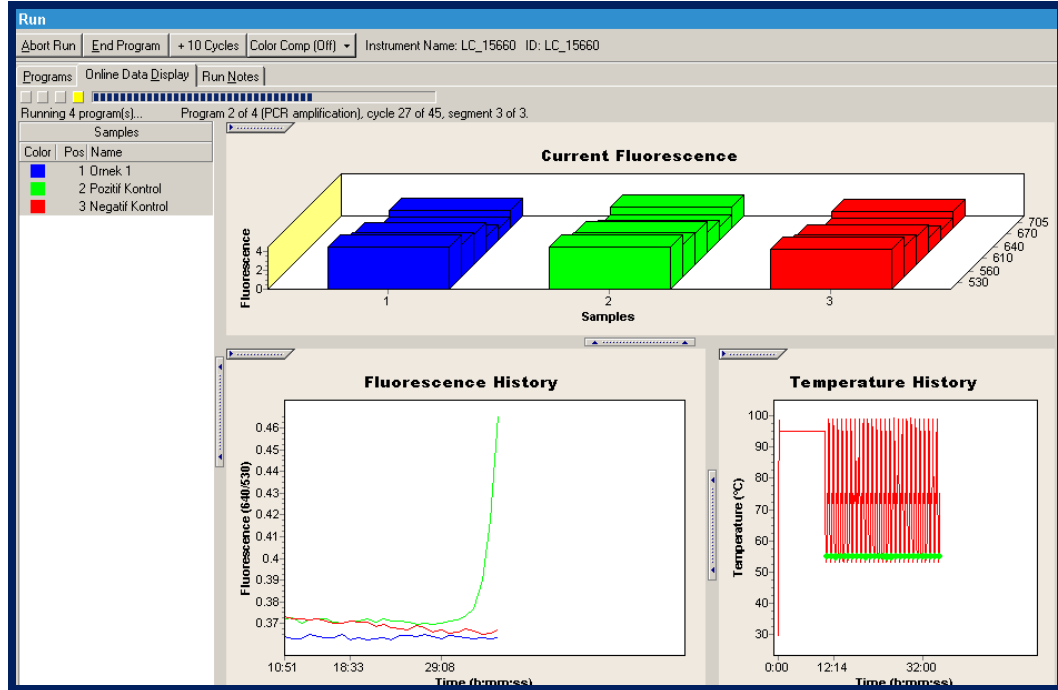 Run
Abort Run End Program + 10 Cycles Color Comp (Off) Instrument Name: LC_15660 ID: LC_15660
Programs Online Data Display Run Notes
Running 4 program(s)... Program 2 of 4 (PCR amplification), cycle 27 of 45, segment 3 of 3.
Samples
Color Pos Name
1 Ornek 1
2 Pozitif Kontrol
3 Negatif Kontrol
Current Fluorescence
Fluorescence
4
2
0
1 2 3
Samples
705
670
640
610
560
530
Fluorescence History
Fluorescence (640/530)
0.46
0.45
0.44
0.43
0.42
0.41
0.4
0.39
0.38
0.37
10:51 18:33 29:08
Time (h:mm:ss)
Temperature History
Temperature (°C)
100
90
80
70
60
50
40
30
0:00 12:14 32:00
Time (h:mm:ss)